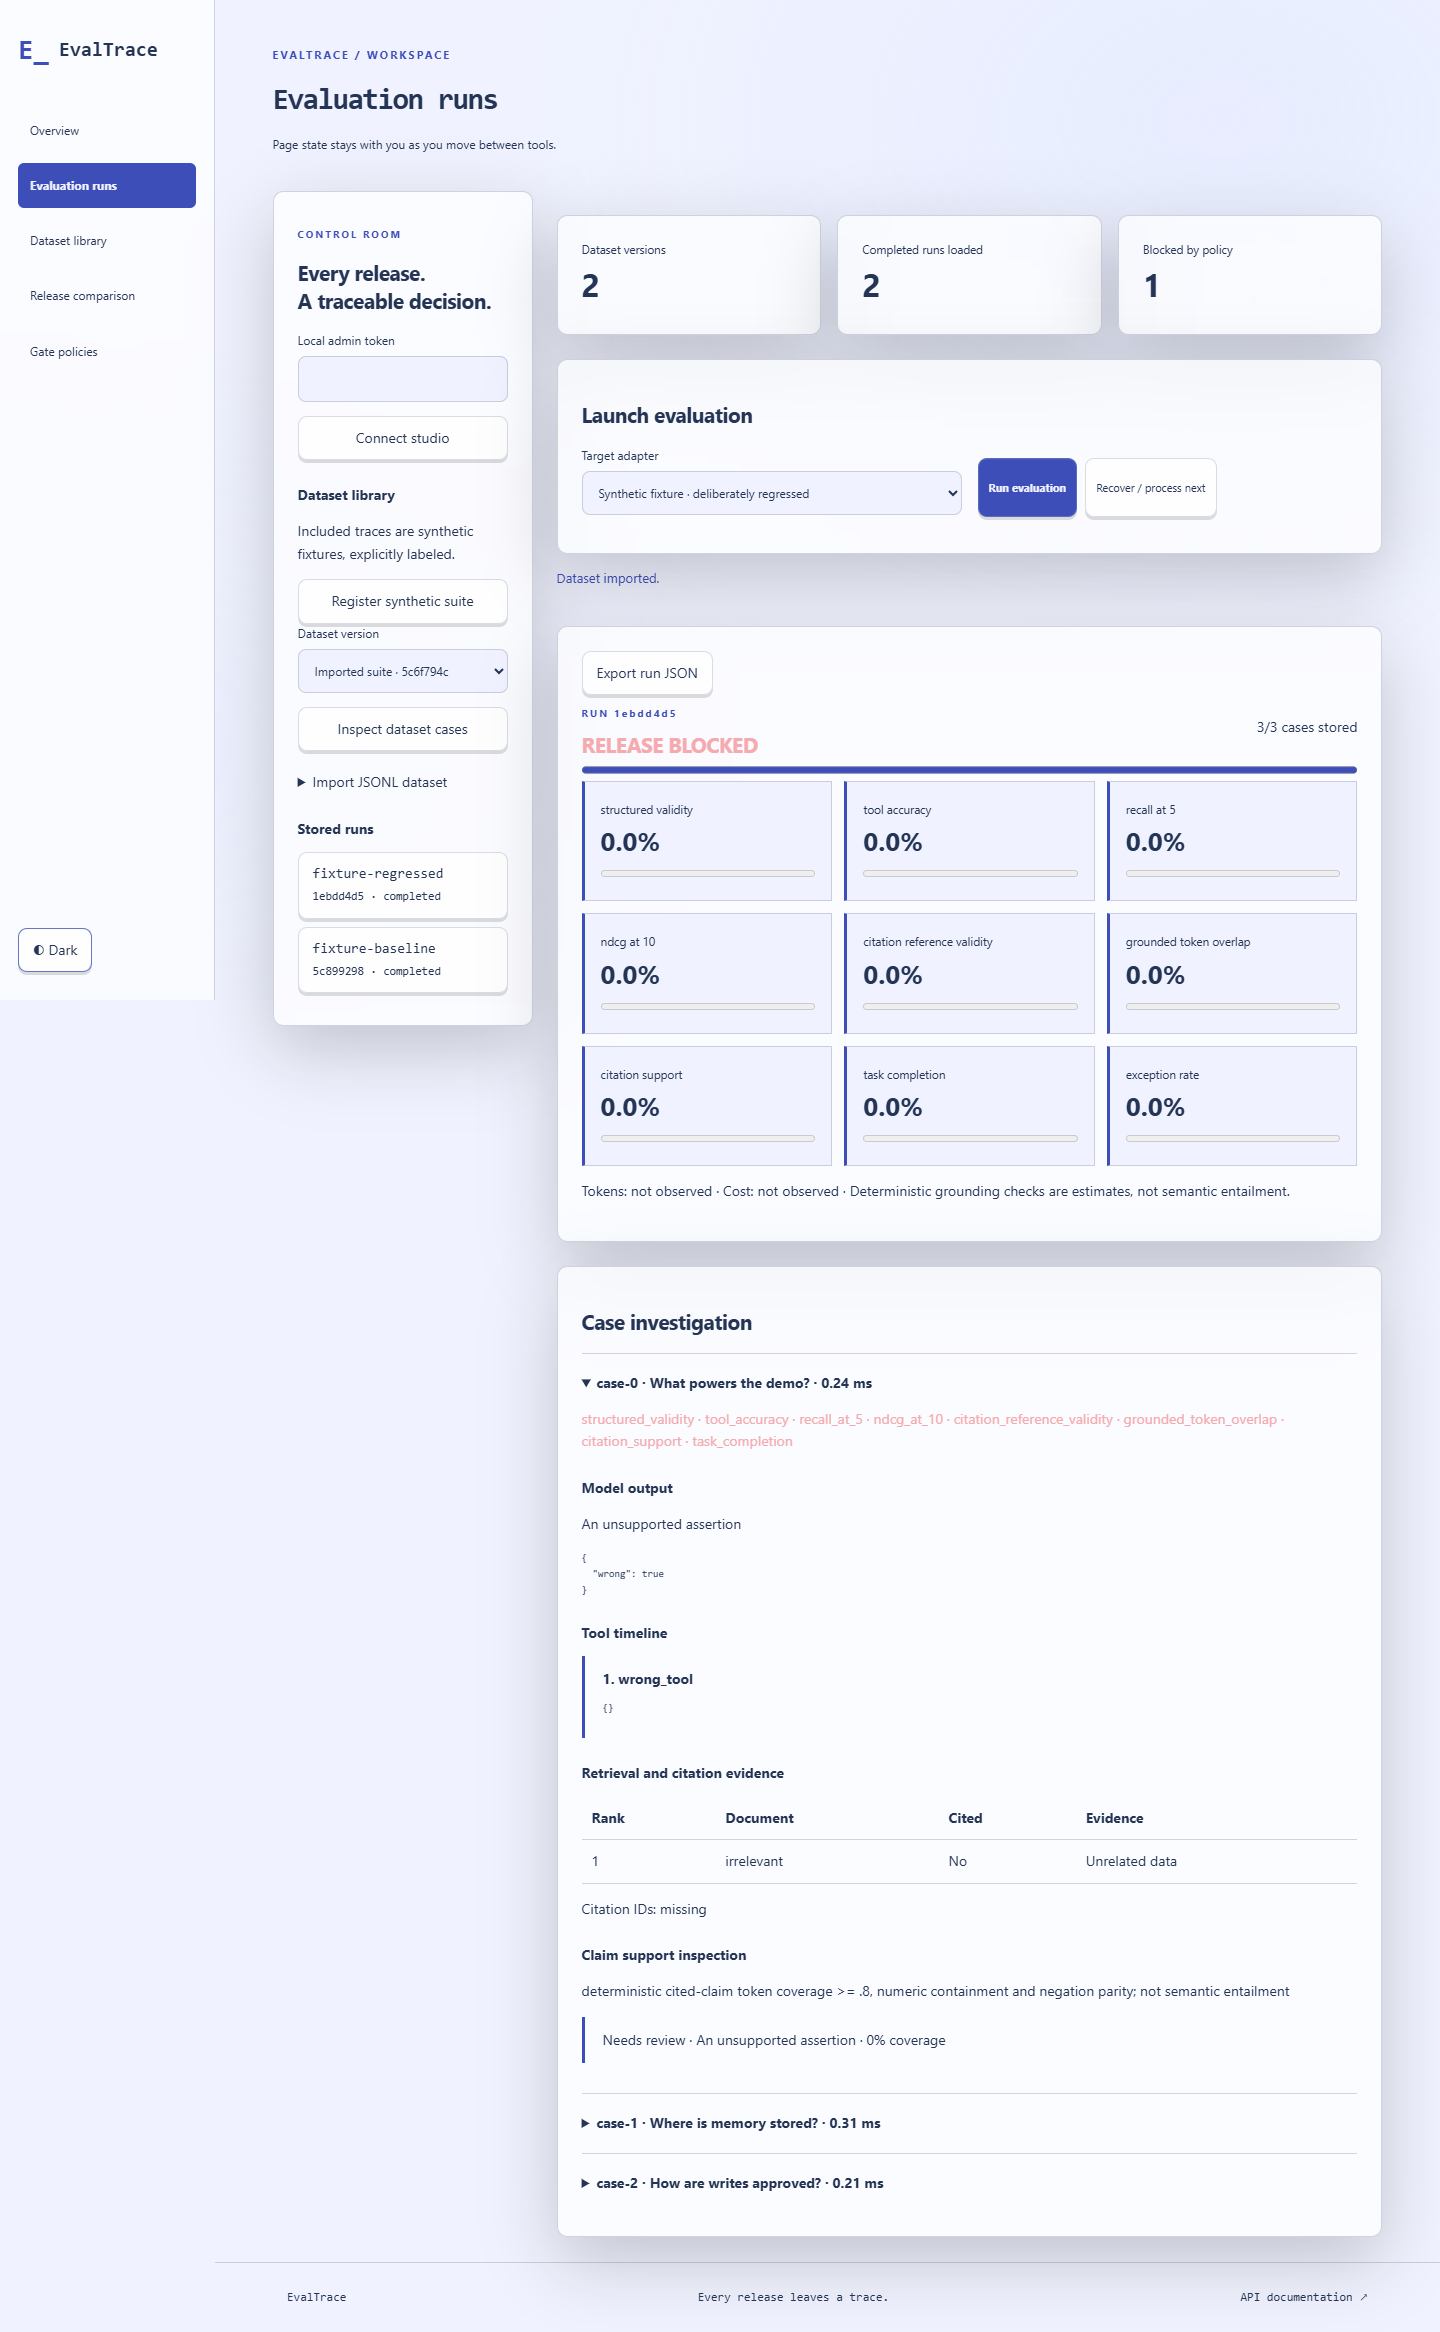 E_ EvalTrace
Overview
Evaluation runs
Dataset library
Release comparison
Gate policies
◐ Dark
EVALTRACE / WORKSPACE
Evaluation runs
Page state stays with you as you move between tools.
CONTROL ROOM
Every release.
A traceable decision.
Local admin token
Connect studio
Dataset library
Included traces are synthetic
fixtures, explicitly labeled.
Register synthetic suite
Dataset version
Imported suite · 5c6f794c
Inspect dataset cases
▶ Import JSONL dataset
Stored runs
fixture-regressed
1ebdd4d5 · completed
fixture-baseline
5c899298 · completed
Dataset versions
2
Completed runs loaded
2
Blocked by policy
1
Launch evaluation
Target adapter
Synthetic fixture · deliberately regressed
Run evaluation
Recover / process next
Dataset imported.
Export run JSON
RUN 1ebdd4d5
RELEASE BLOCKED
3/3 cases stored
structured validity
0.0%
tool accuracy
0.0%
recall at 5
0.0%
ndcg at 10
0.0%
citation reference validity
0.0%
grounded token overlap
0.0%
citation support
0.0%
task completion
0.0%
exception rate
0.0%
Tokens: not observed · Cost: not observed · Deterministic grounding checks are estimates, not semantic entailment.
Case investigation
▼ case-0 · What powers the demo? · 0.24 ms
structured_validity · tool_accuracy · recall_at_5 · ndcg_at_10 · citation_reference_validity · grounded_token_overlap ·
citation_support · task_completion
Model output
An unsupported assertion
{
"wrong": true
}
Tool timeline
1. wrong_tool
{}
Retrieval and citation evidence
Rank Document Cited Evidence
1 irrelevant No Unrelated data
Citation IDs: missing
Claim support inspection
deterministic cited-claim token coverage >= .8, numeric containment and negation parity; not semantic entailment
Needs review · An unsupported assertion · 0% coverage
▶ case-1 · Where is memory stored? · 0.31 ms
▶ case-2 · How are writes approved? · 0.21 ms
EvalTrace
Every release leaves a trace.
API documentation ↗